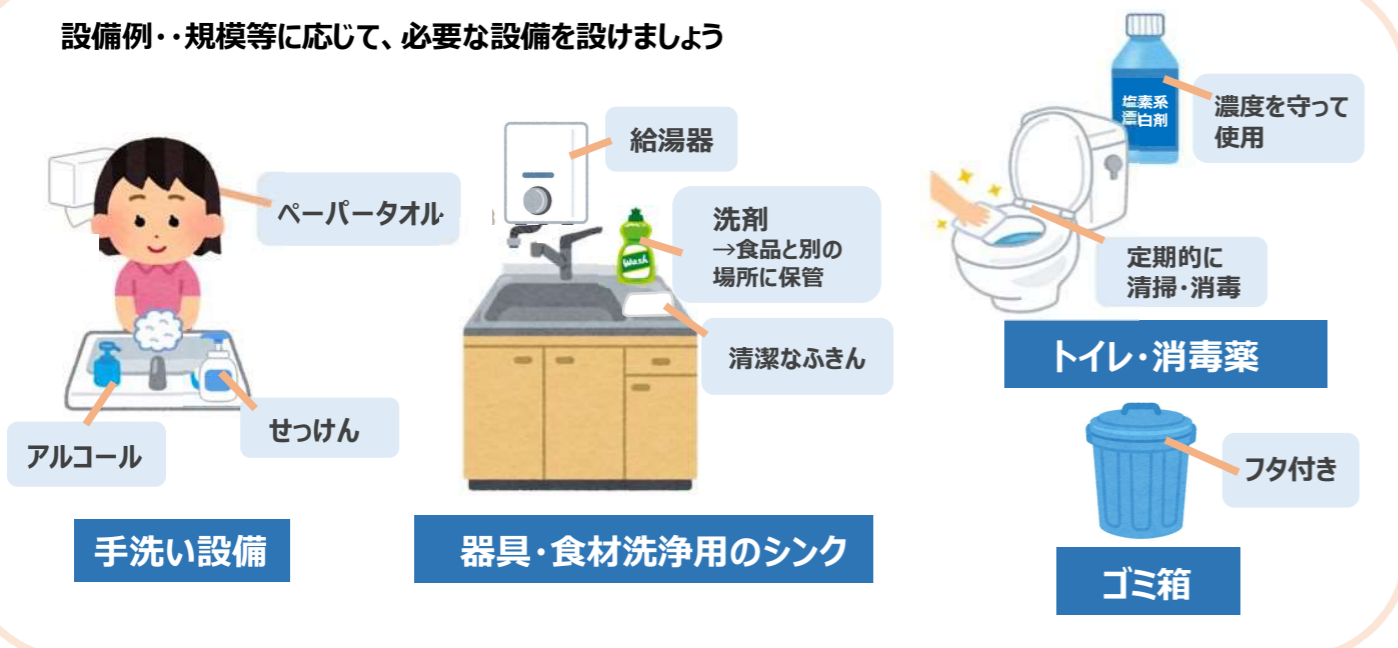 設備例・・規模等に応じて、必要な設備を設けましょう
ペーパータオル
アルコール
せっけん
手洗い設備
給湯器
洗剤
→食品と別の
場所に保管
Wash
清潔なふきん
器具・食材洗浄用のシンク
塩素系
漂白剤
濃度を守って
使用
定期的に
清掃・消毒
トイレ・消毒薬
フタ付き
ゴミ箱